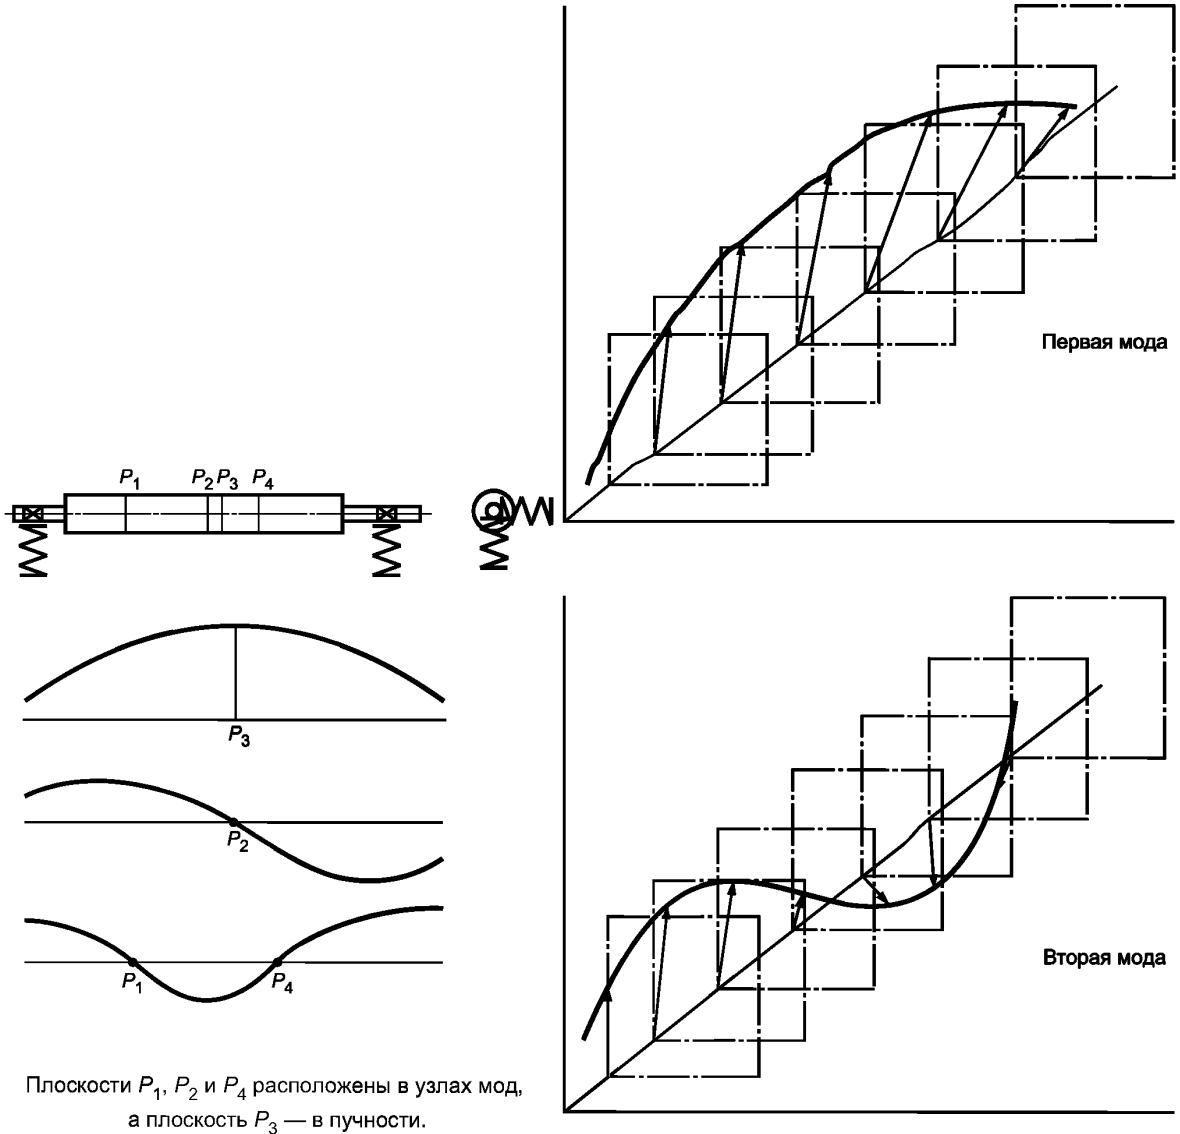 Первая мода
P1 P2 P3 P4
P3
P2
P1 P4
Вторая мода
Плоскости P1, P2 и P4 расположены в узлах мод,
а плоскость P3 — в пучности.